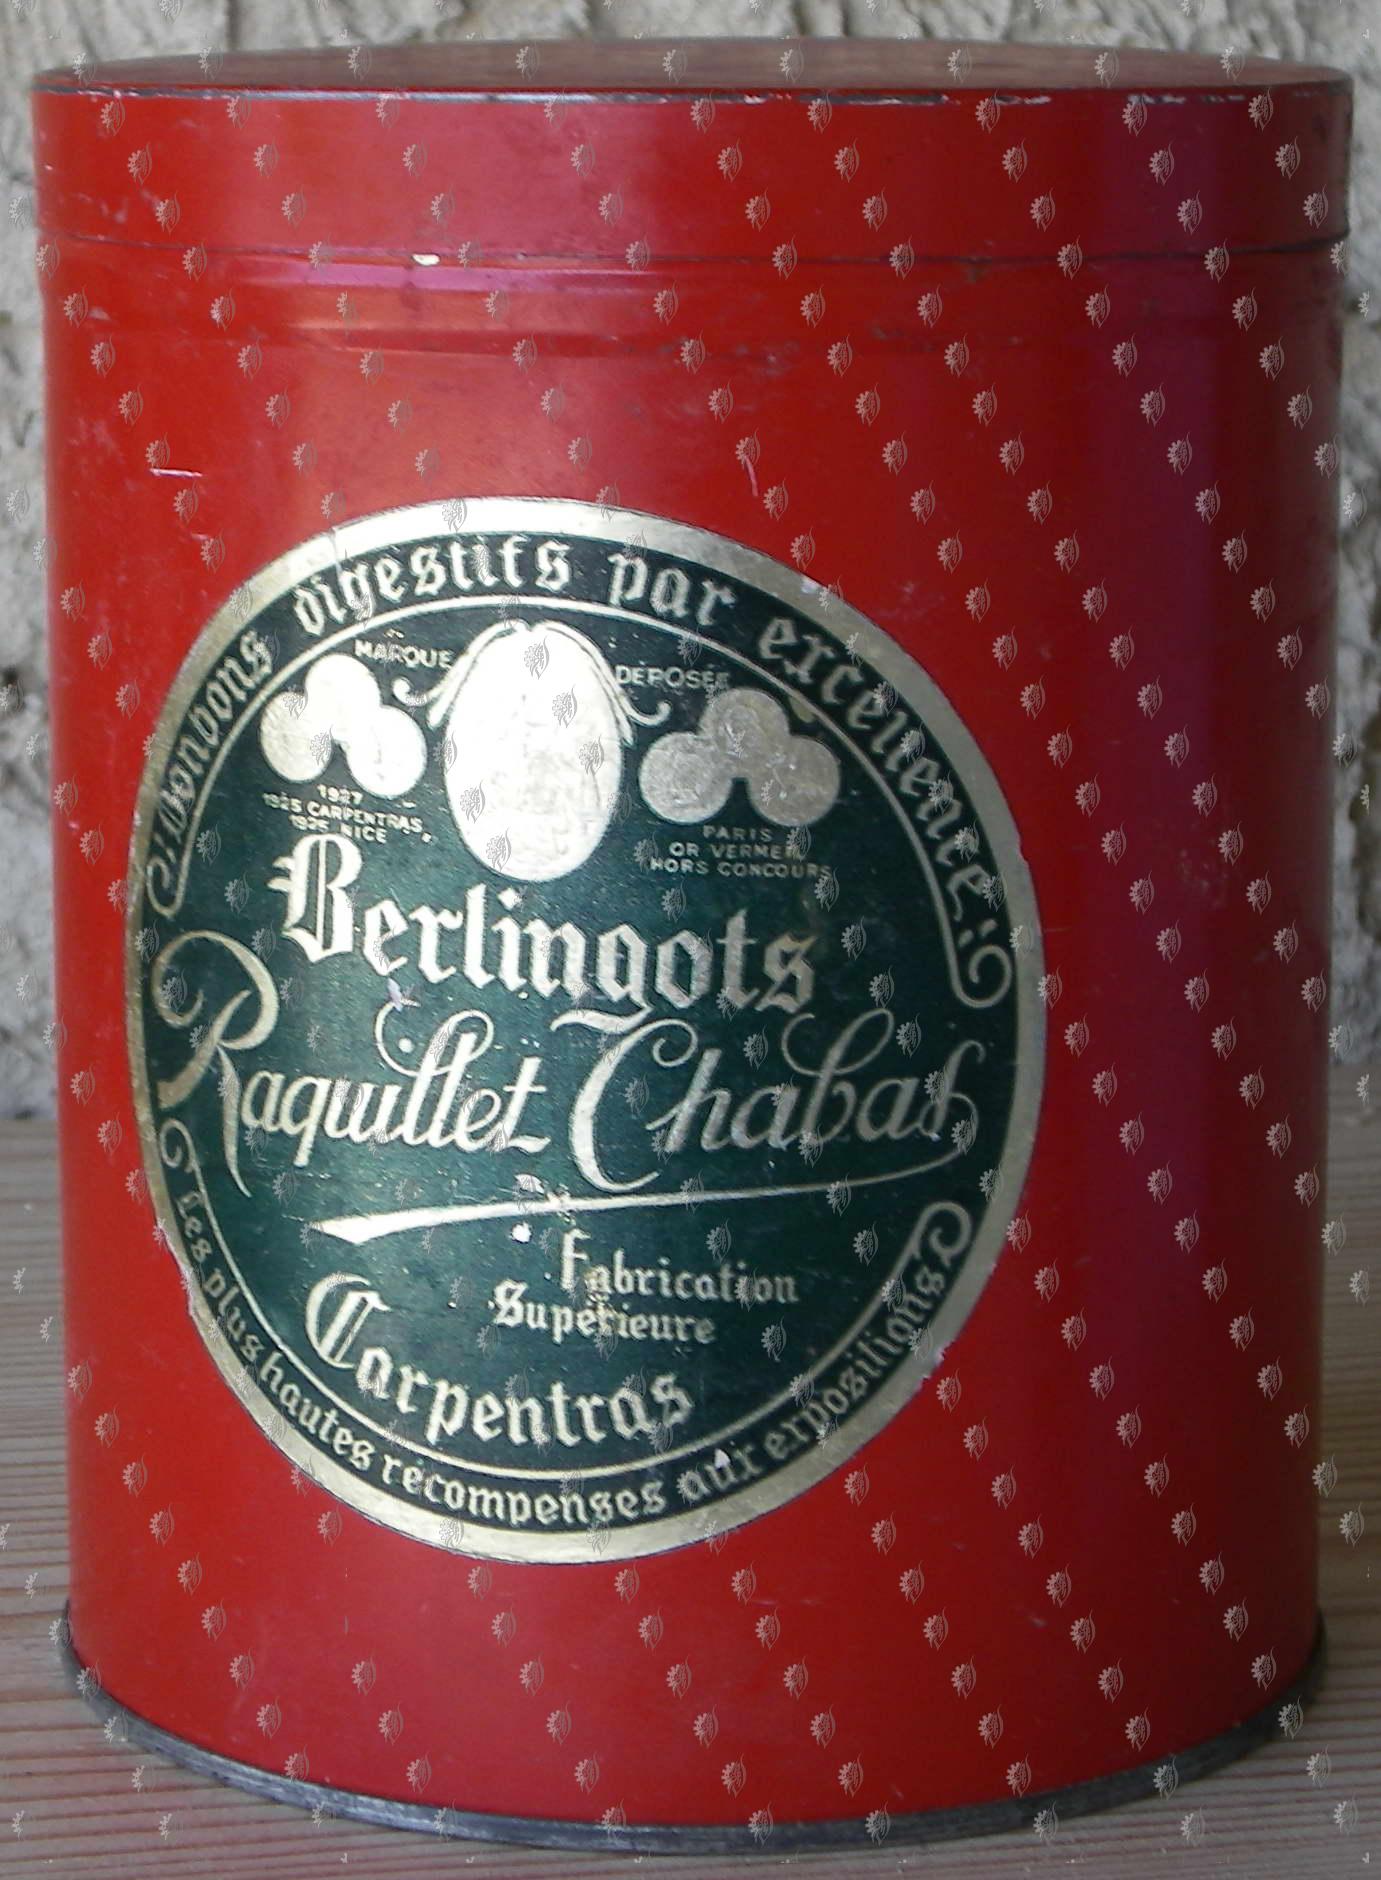 bonbons digestifs par excellence
MARQUE DÉPOSÉE
1927
1925 CARPENTRAS
NICE
PARIS
OR VERMEIL
HORS CONCOURS
Berlingots
Raquillet Chabas
Fabrication
Supérieure
Carpentras
les plus hautes récompenses aux expositions